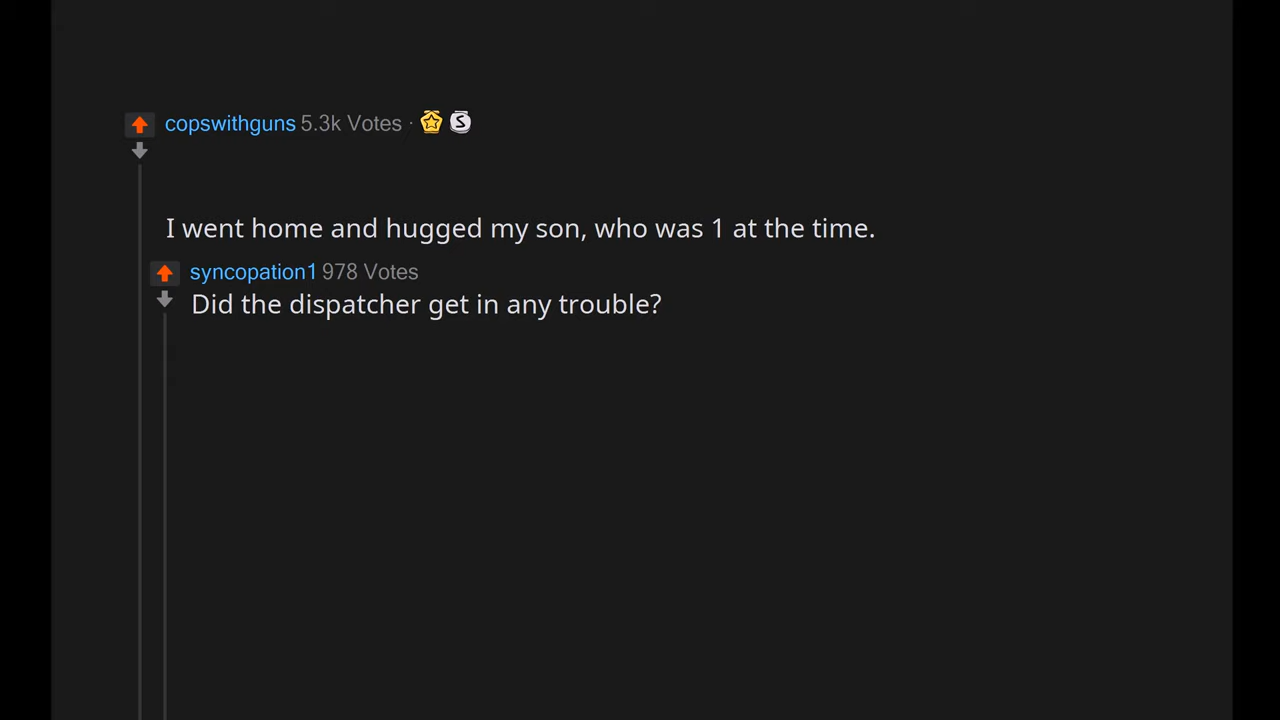 copswithguns 5.3k Votes ·
I went home and hugged my son, who was 1 at the time.
syncopation1 978 Votes
Did the dispatcher get in any trouble?